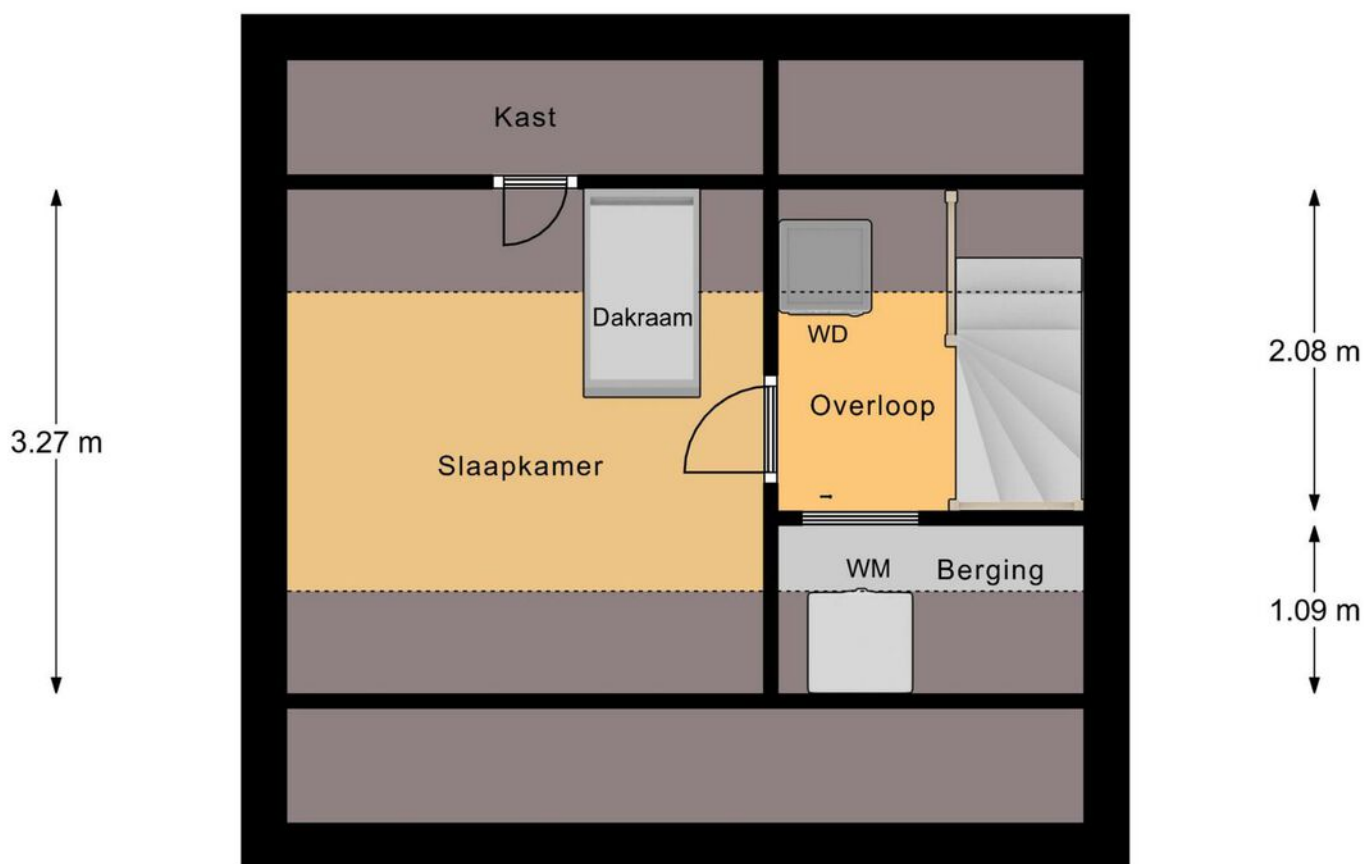 Kast
Dakraam
WD
2.08 m
Overloop
3.27 m
Slaapkamer
WM
Berging
1.09 m